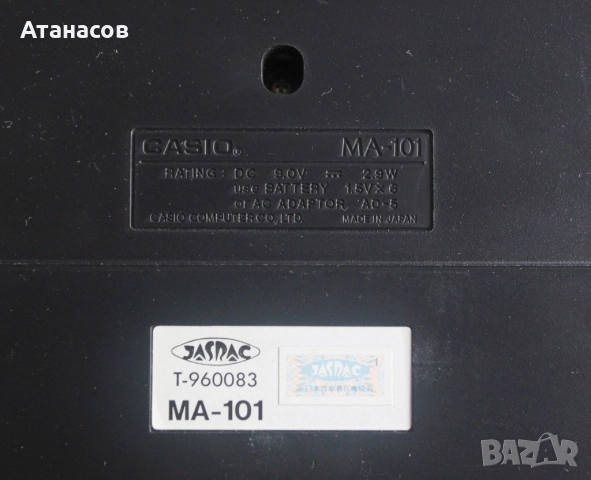 Атанасов
CASIO® MA-101
RATING : DC 9.0V ⎓ 2.9W
USE BATTERY 1.5V X 6
or AC ADAPTOR AD-5
CASIO COMPUTER CO., LTD. MADE IN JAPAN
JASRAC
T-960083
MA-101
BAZAR